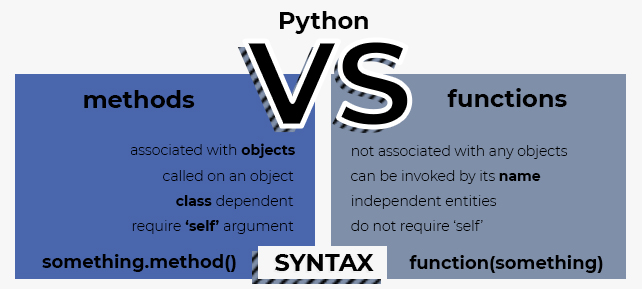 Python
VS
methods
associated with objects
called on an object
class dependent
require ‘self’ argument
something.method()
functions
not associated with any objects
can be invoked by its name
independent entities
do not require ‘self’
function(something)
SYNTAX